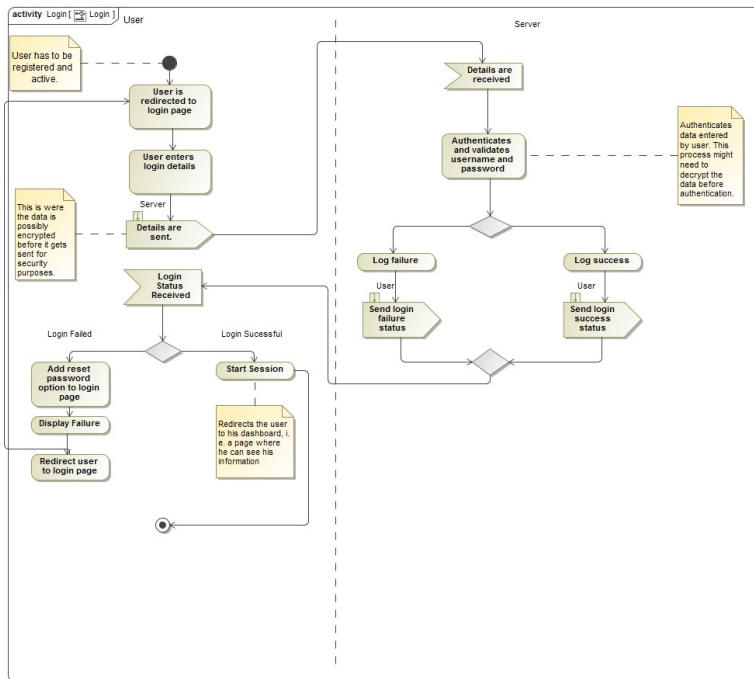 activity Login [ Login ]
User
Server
User has to be
registered and
active.
User is
redirected to
login page
User enters
login details
Server
Details are
sent.
This is were
the data is
possibly
encrypted
before it gets
sent for
security
purposes.
Login
Status
Received
Login Failed
Login Sucessful
Add reset
password
option to login
page
Display Failure
Redirect user
to login page
Start Session
Redirects the user
to his dashboard, i.
e. a page where
he can see his
information
Details are
received
Authenticates
and validates
username and
password
Authenticates
data entered
by user. This
process might
need to
decrypt the
data before
authentication.
Log failure
Log success
User
User
Send login
failure
status
Send login
success
status